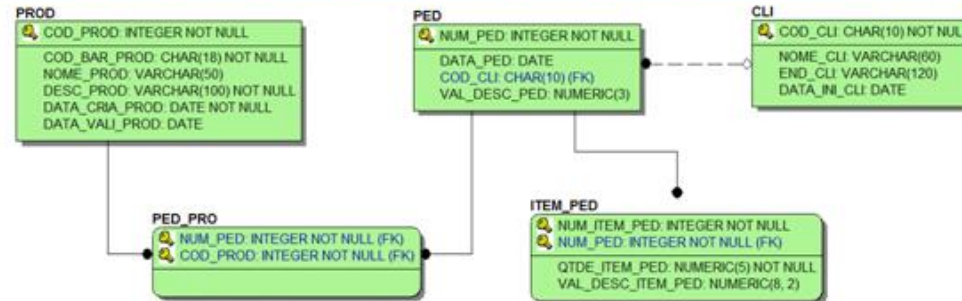 PROD
COD_PROD: INTEGER NOT NULL
COD_BAR_PROD: CHAR(18) NOT NULL
NOME_PROD: VARCHAR(50)
DESC_PROD: VARCHAR(100) NOT NULL
DATA_CRIA_PROD: DATE NOT NULL
DATA_VALI_PROD: DATE
PED
NUM_PED: INTEGER NOT NULL
DATA_PED: DATE
COD_CLI: CHAR(10) (FK)
VAL_DESC_PED: NUMERIC(3)
CLI
COD_CLI: CHAR(10) NOT NUL
NOME_CLI: VARCHAR(60)
END_CLI: VARCHAR(120)
DATA_INI_CLI: DATE
PED_PRO
NUM_PED: INTEGER NOT NULL (FK)
COD_PROD: INTEGER NOT NULL (FK)
ITEM_PED
NUM_ITEM_PED: INTEGER NOT NULL
NUM_PED: INTEGER NOT NULL (FK)
QTDE_ITEM_PED: NUMERIC(5) NOT NULL
VAL_DESC_ITEM_PED: NUMERIC(8, 2)